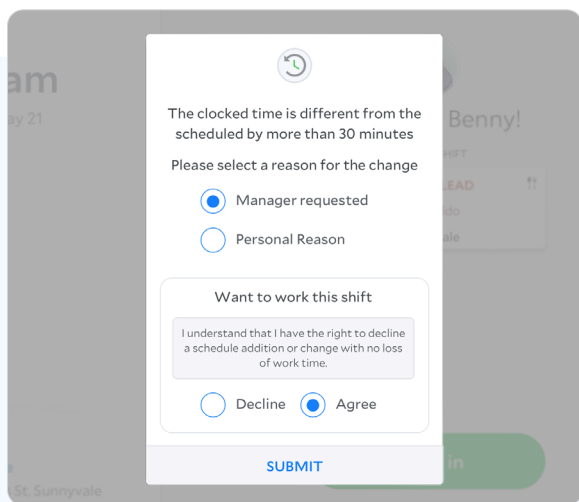 am
ay 21
Benny!
HIFT
LEAD
ido
ale
The clocked time is different from the
scheduled by more than 30 minutes
Please select a reason for the change
Manager requested
Personal Reason
Want to work this shift
I understand that I have the right to decline
a schedule addition or change with no loss
of work time.
Decline Agree
SUBMIT
in
St, Sunnyvale